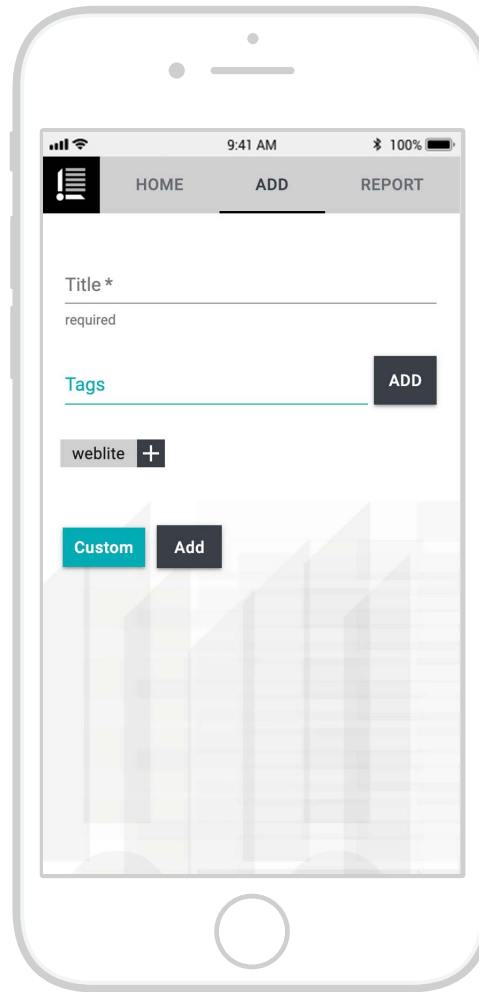 9:41 AM 100%
HOME ADD REPORT
Title *
required
Tags ADD
weblite +
Custom Add